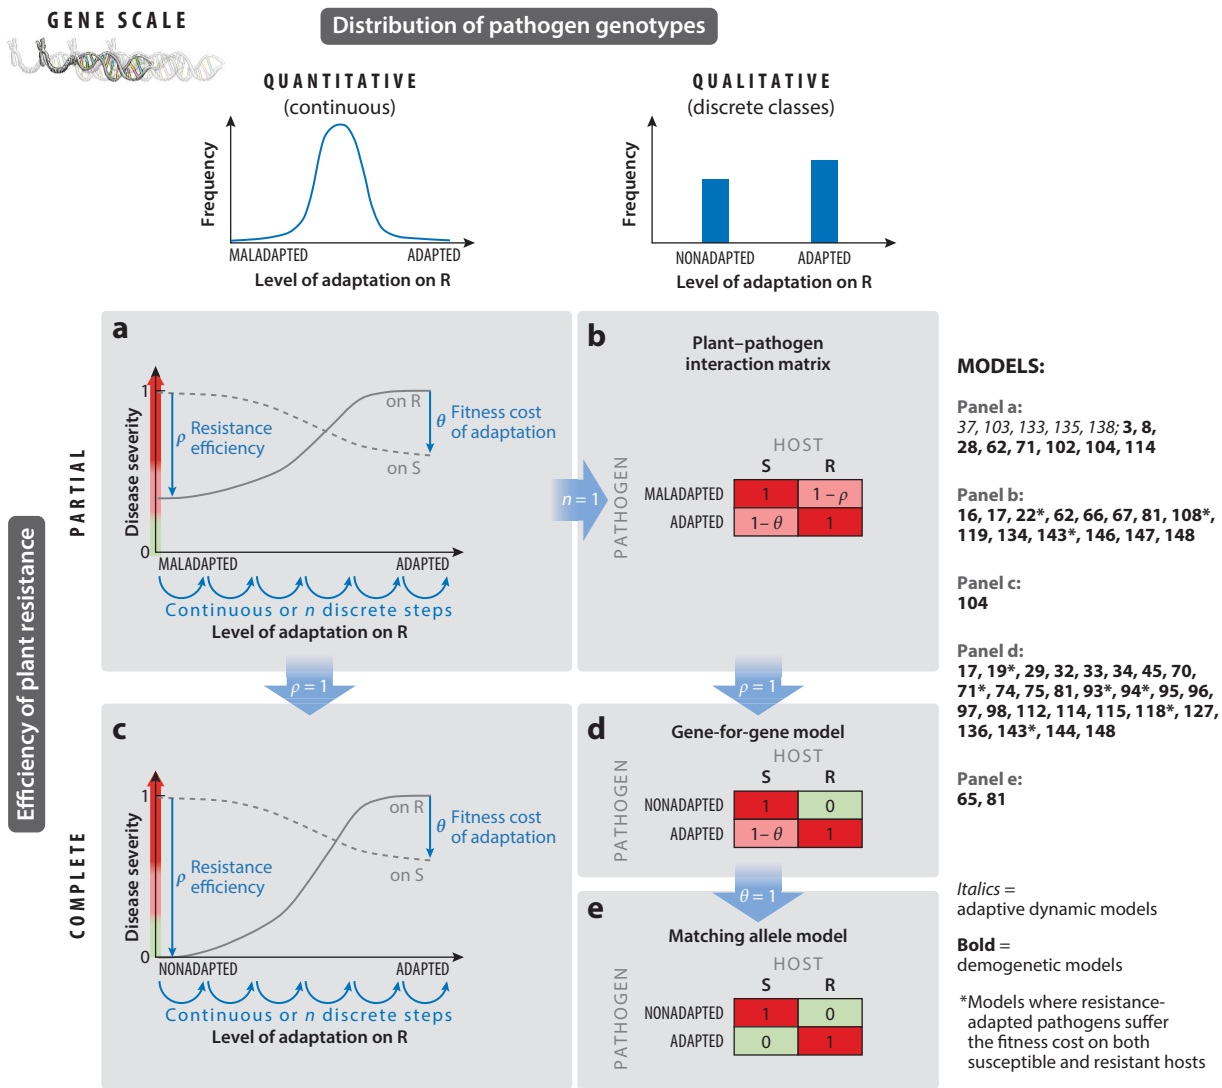 GENE SCALE
Distribution of pathogen genotypes
QUANTITATIVE
(continuous)
Frequency
MALADAPTED ADAPTED
Level of adaptation on R
QUALITATIVE
(discrete classes)
Frequency
NONADAPTED ADAPTED
Level of adaptation on R
Efficiency of plant resistance
PARTIAL
COMPLETE
a
Disease severity
1
0
ρ Resistance
efficiency
on R
on S
θ Fitness cost
of adaptation
MALADAPTED ADAPTED
Continuous or n discrete steps
Level of adaptation on R
n = 1
ρ = 1
b
Plant–pathogen
interaction matrix
HOST
S R
PATHOGEN
MALADAPTED 1 1 – ρ
ADAPTED 1– θ 1
ρ = 1
c
Disease severity
1
0
ρ Resistance
efficiency
on R
on S
θ Fitness cost
of adaptation
NONADAPTED ADAPTED
Continuous or n discrete steps
Level of adaptation on R
d
Gene-for-gene model
HOST
S R
PATHOGEN
NONADAPTED 1 0
ADAPTED 1– θ 1
θ = 1
e
Matching allele model
HOST
S R
PATHOGEN
NONADAPTED 1 0
ADAPTED 0 1
MODELS:
Panel a:
37, 103, 133, 135, 138; 3, 8,
28, 62, 71, 102, 104, 114
Panel b:
16, 17, 22*, 62, 66, 67, 81, 108*,
119, 134, 143*, 146, 147, 148
Panel c:
104
Panel d:
17, 19*, 29, 32, 33, 34, 45, 70,
71*, 74, 75, 81, 93*, 94*, 95, 96,
97, 98, 112, 114, 115, 118*, 127,
136, 143*, 144, 148
Panel e:
65, 81
Italics =
adaptive dynamic models
Bold =
demogenetic models
*Models where resistance-
adapted pathogens suffer
the fitness cost on both
susceptible and resistant hosts